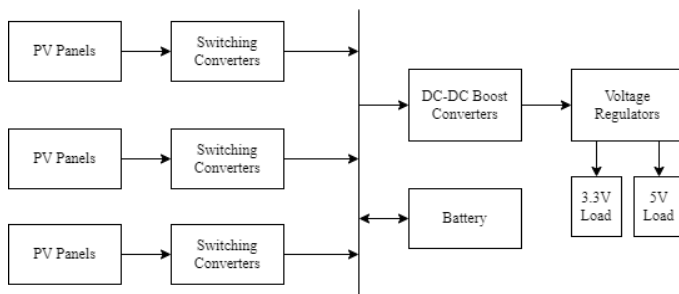 PV Panels
Switching
Converters
DC-DC Boost
Converters
Voltage
Regulators
PV Panels
Switching
Converters
3.3V
Load
5V
Load
Battery
PV Panels
Switching
Converters